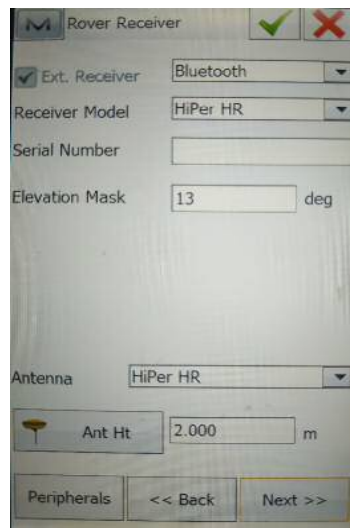 Rover Receiver
Ext. Receiver Bluetooth
Receiver Model HiPer HR
Serial Number
Elevation Mask 13 deg
Antenna HiPer HR
Ant Ht 2.000 m
Peripherals << Back Next >>